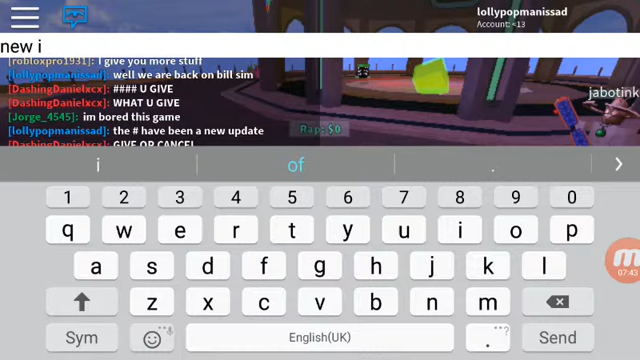 lollypopmanissad
Account: <13
new i
[robloxpro1931]: I give you more stuff
[lollypopmanissad]: well we are back on bill sim
[DashingDanielxcx]: #### U GIVE
[DashingDanielxcx]: WHAT U GIVE
[Jorge_4545]: im bored this game
[lollypopmanissad]: the # have been a new update
[DashingDanielxcx]: GIVE OR CANCEL
jabotink
Rap: $0
i of .
1 2 3 4 5 6 7 8 9 0
q w e r t y u i o p
a s d f g h j k l
07:43
z x c v b n m
Sym English(UK) . ? Send